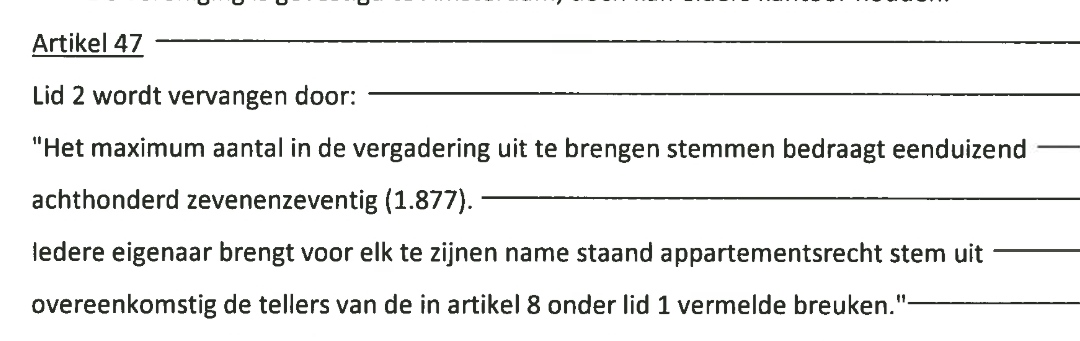 Artikel 47
Lid 2 wordt vervangen door:
"Het maximum aantal in de vergadering uit te brengen stemmen bedraagt eenduizend
achthonderd zevenenzeventig (1.877).
Iedere eigenaar brengt voor elk te zijnen name staand appartementsrecht stem uit
overeenkomstig de tellers van de in artikel 8 onder lid 1 vermelde breuken."